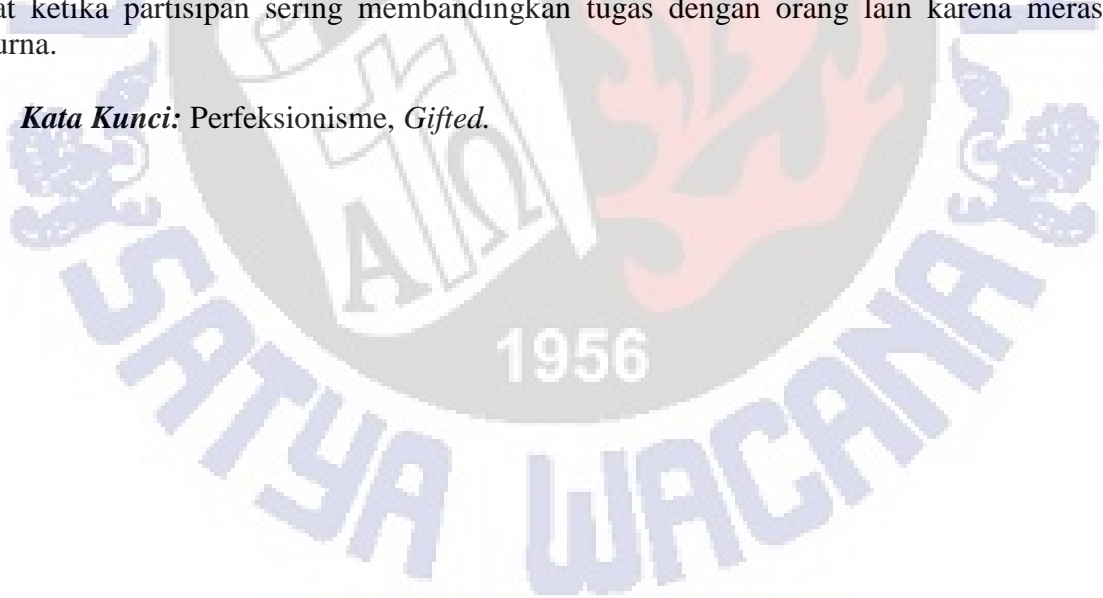 at ketika partisipan sering membandingkan tugas dengan orang lain karena meras
urna.
Kata Kunci: Perfeksionisme, Gifted.
ΑΩ
1956
SATYA WACANA